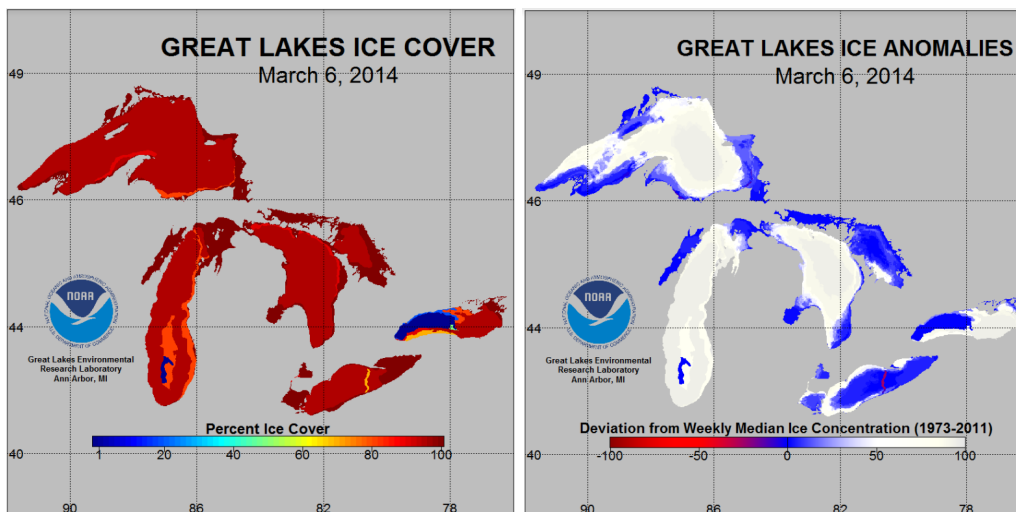 GREAT LAKES ICE COVER
March 6, 2014
49
46
44
40
90
86
82
78
NOAA
Great Lakes Environmental
Research Laboratory
Ann Arbor, MI
Percent Ice Cover
1 20 40 60 80 100
GREAT LAKES ICE ANOMALIES
March 6, 2014
49
46
44
40
90
86
82
78
NOAA
Great Lakes Environmental
Research Laboratory
Ann Arbor, MI
Deviation from Weekly Median Ice Concentration (1973-2011)
-100 -50 0 50 100